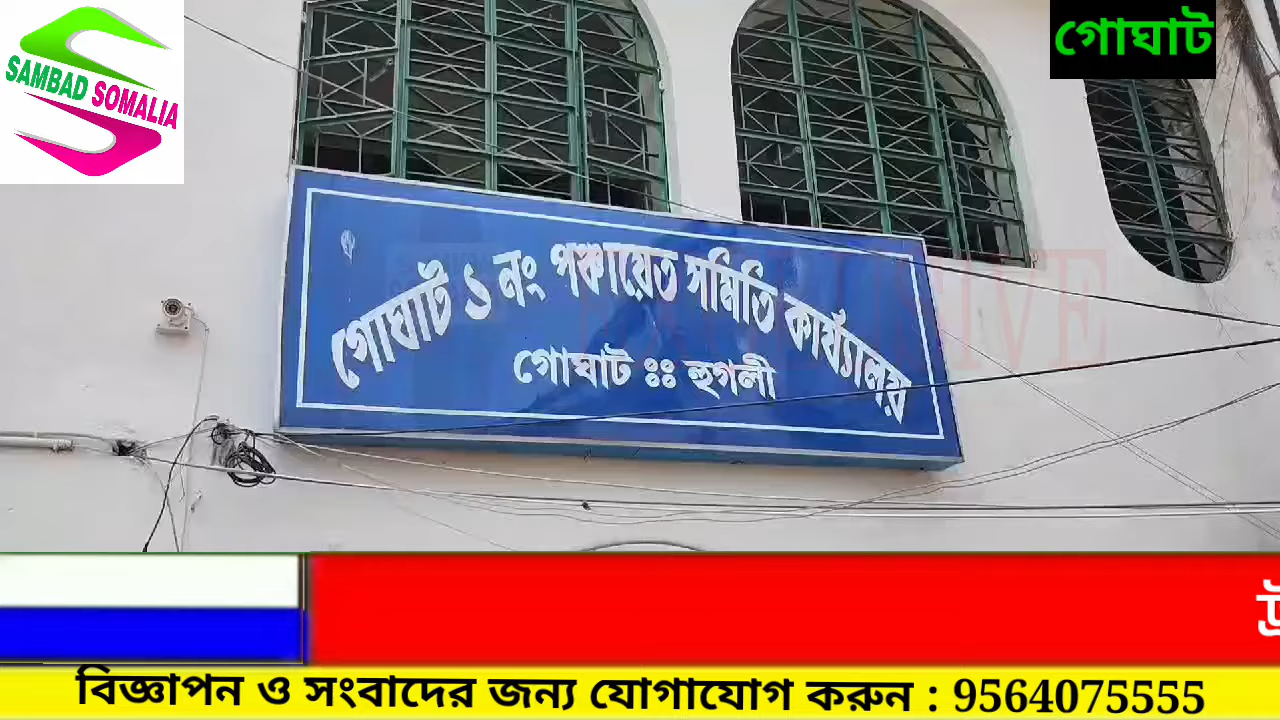 SAMBAD SOMALIA
গোঘাট
গোঘাট ১ নং পঞ্চায়েত সমিতি কার্য্যালয়
গোঘাট ঃঃ হুগলী
বিজ্ঞাপন ও সংবাদের জন্য যোগাযোগ করুন : 9564075555